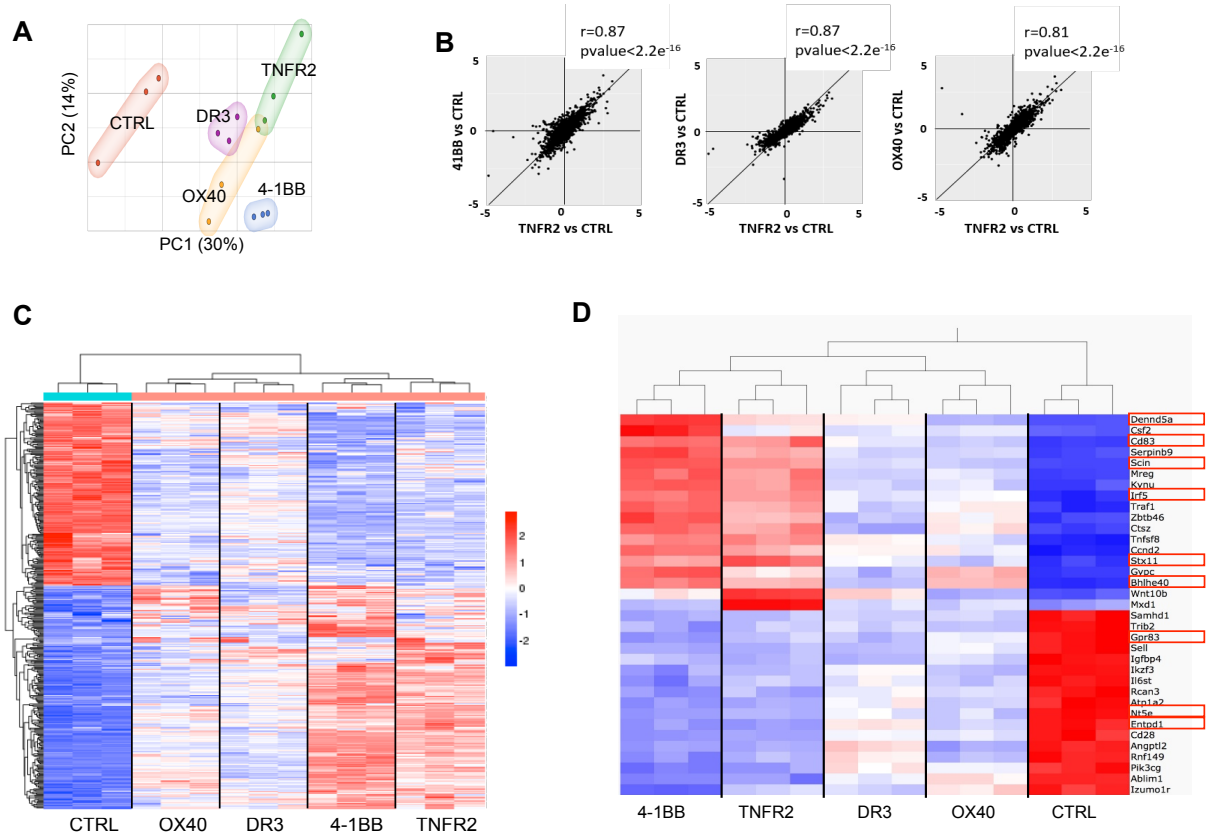 A
PC2 (14%)
PC1 (30%)
CTRL
DR3
TNFR2
OX40
4-1BB
B
r=0.87
pvalue<2.2e-16
41BB vs CTRL
5
0
-5
-5
0
5
TNFR2 vs CTRL
r=0.87
pvalue<2.2e-16
DR3 vs CTRL
5
0
-5
-5
0
5
TNFR2 vs CTRL
r=0.81
pvalue<2.2e-16
OX40 vs CTRL
5
0
-5
-5
0
5
TNFR2 vs CTRL
C
2
1
0
-1
-2
CTRL
OX40
DR3
4-1BB
TNFR2
D
Dennd5a
Csf2
Cd83
Serpinb9
Scin
Mreg
Kynu
Irf5
Traf1
Zbtb46
Ctsz
Tnfsf8
Ccnd2
Stx11
Gypc
Bhlhe40
Wnt10b
Mxd1
Samhd1
Trib2
Gpr83
Sell
Igfbp4
Ikzf3
Il6st
Rcan3
Atp1a2
Nt5e
Entpd1
Cd28
Angptl2
Rnf149
Pik3cg
Ablim1
Izumo1r
4-1BB
TNFR2
DR3
OX40
CTRL